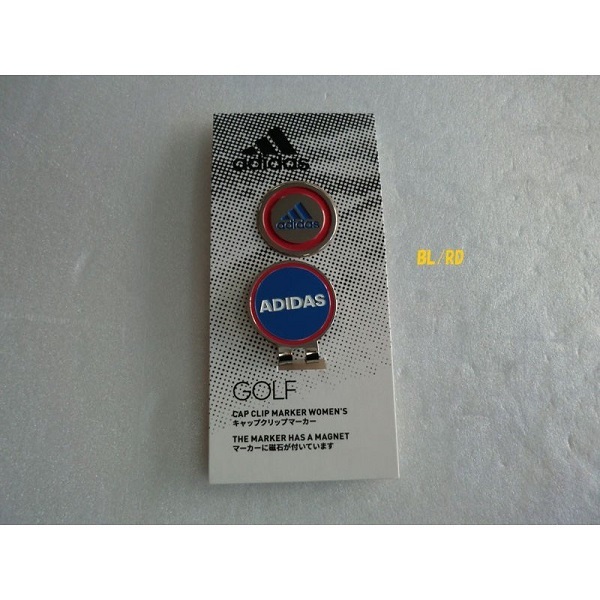 adidas
adidas
BL/RD
ADIDAS
GOLF
CAP CLIP MARKER WOMEN'S
キャップクリップマーカー
THE MARKER HAS A MAGNET
マーカーに磁石が付いています